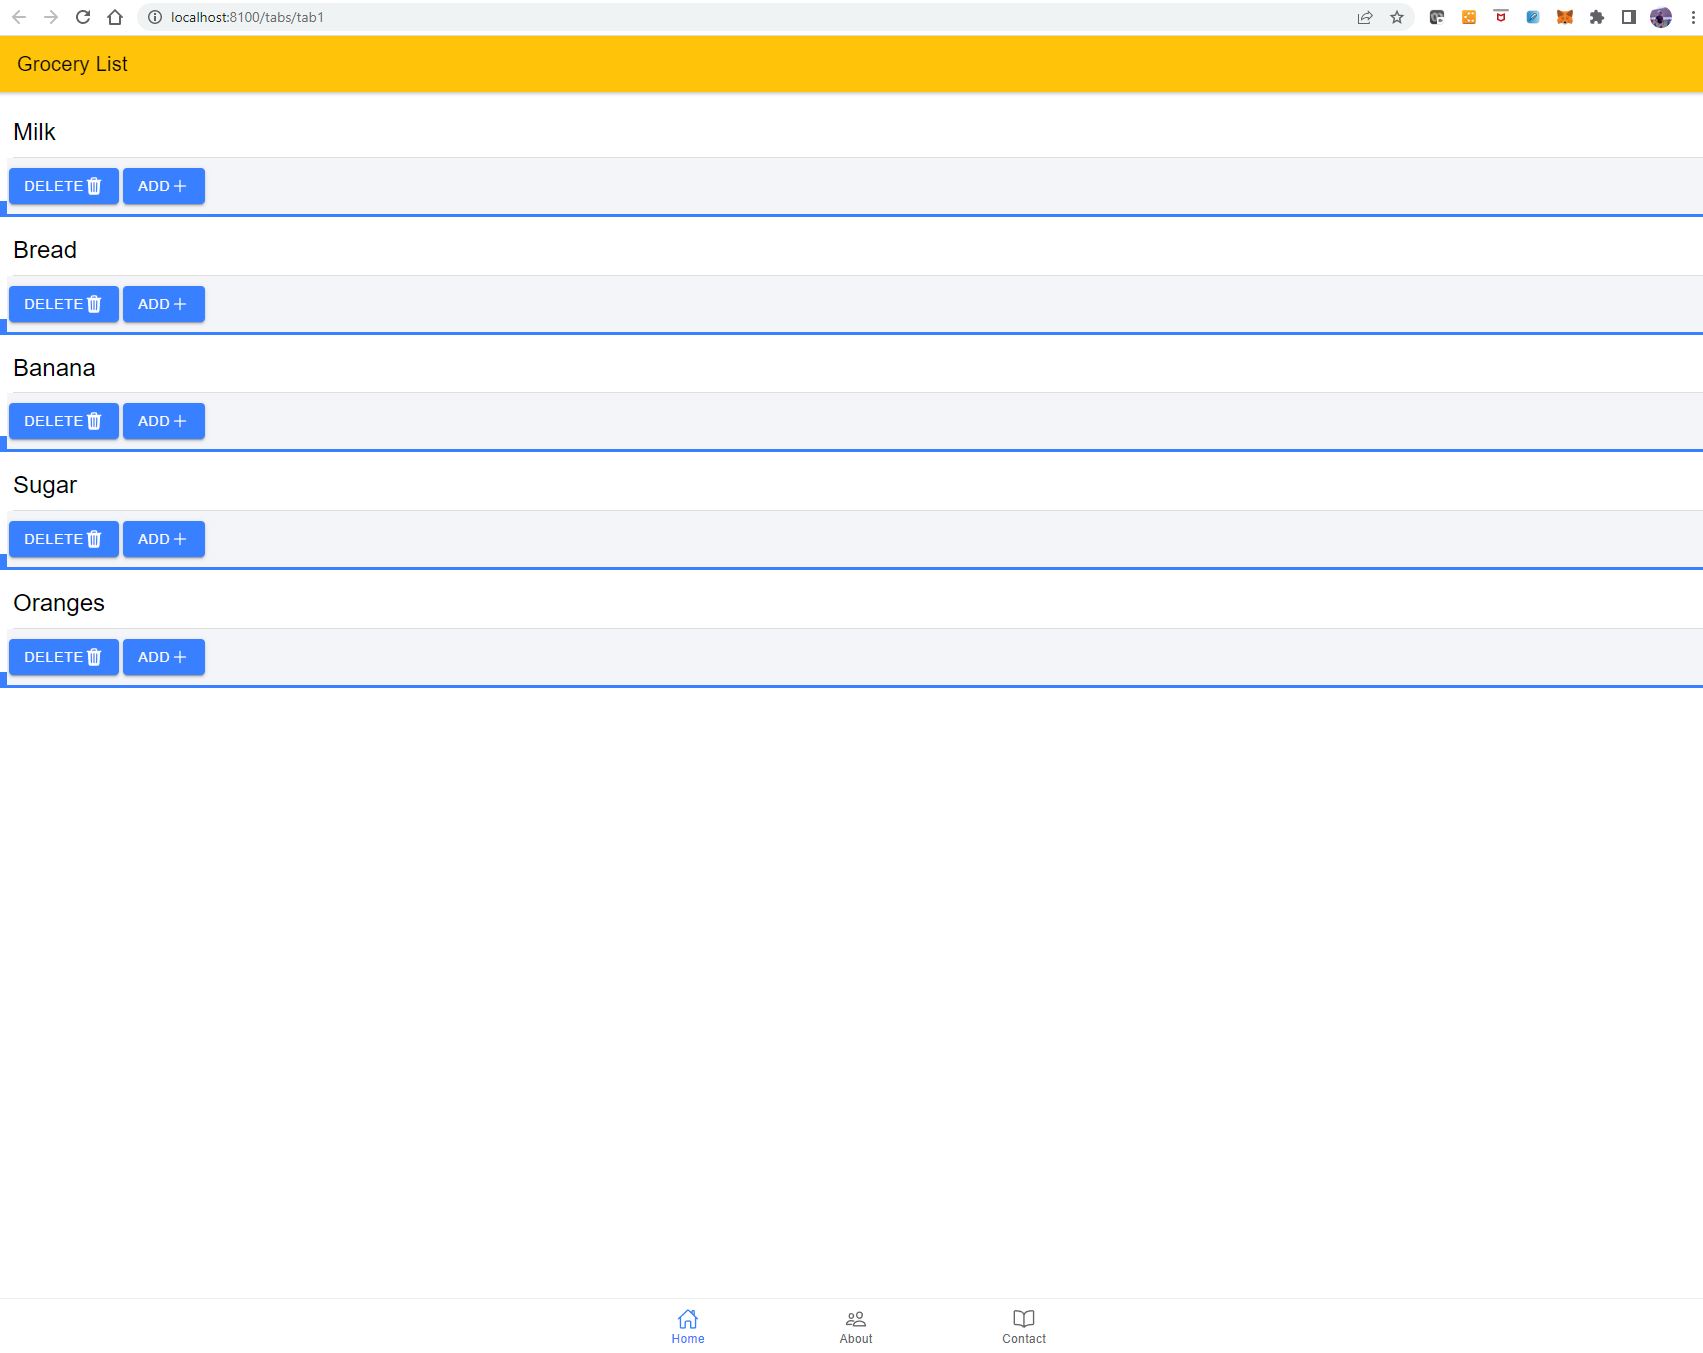 localhost:8100/tabs/tab1
Grocery List
Milk
DELETE ADD
Bread
DELETE ADD
Banana
DELETE ADD
Sugar
DELETE ADD
Oranges
DELETE ADD
Home About Contact